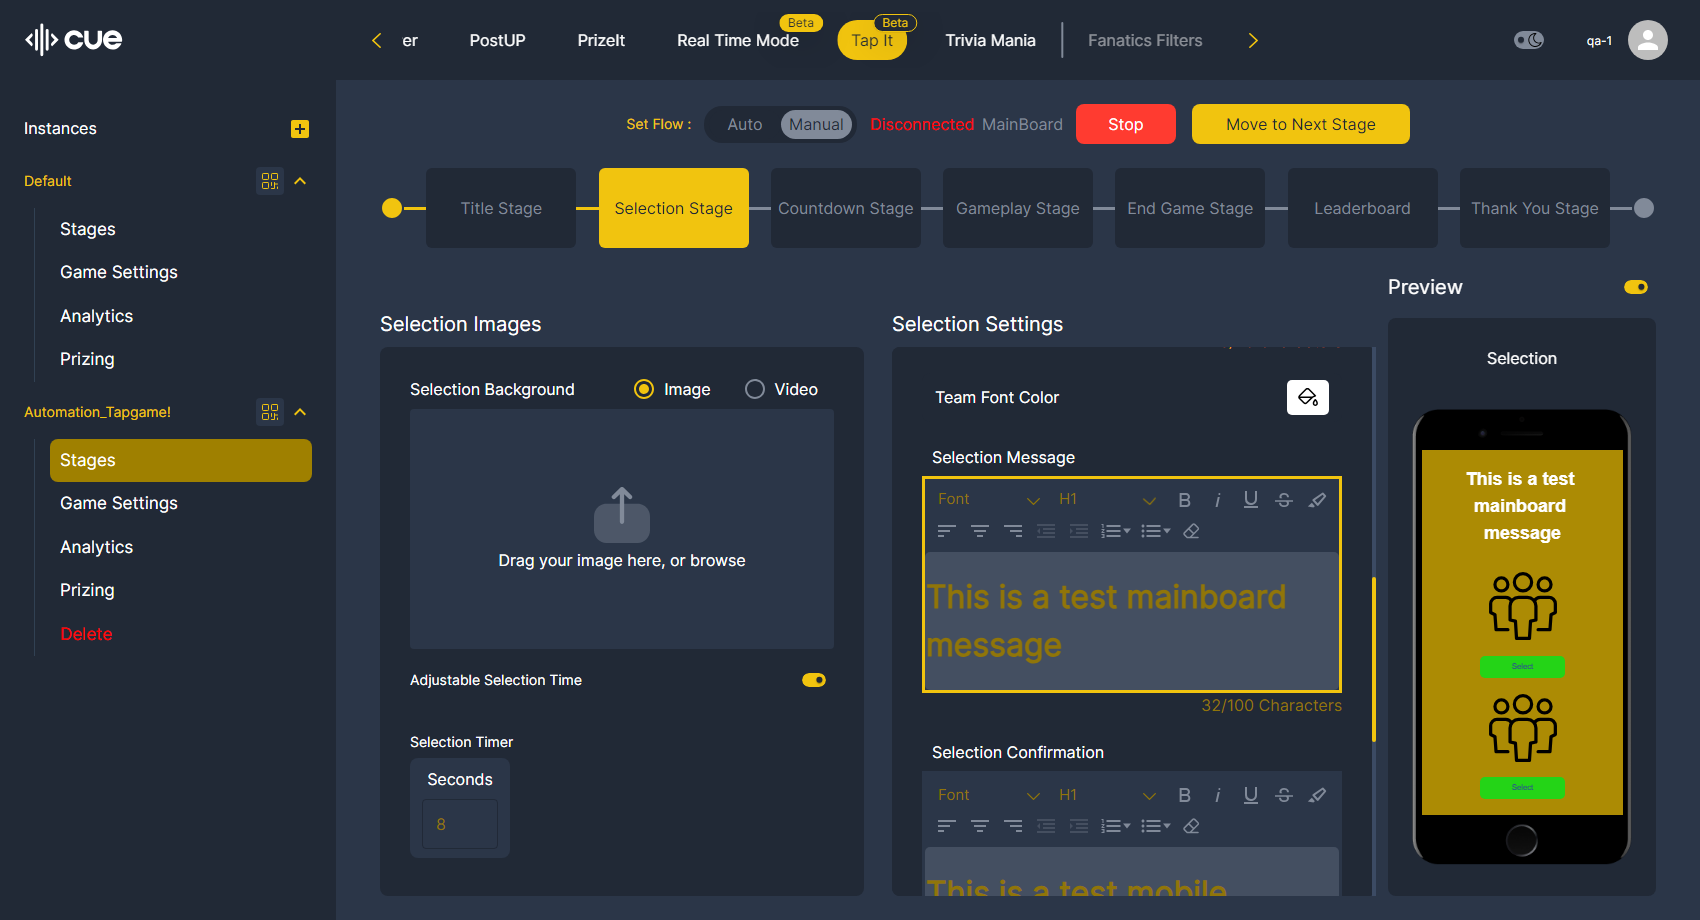 cue
er
PostUP
PrizeIt
Real Time Mode
Beta
Tap It
Beta
Trivia Mania
Fanatics Filters
qa-1
Instances
Default
Stages
Game Settings
Analytics
Prizing
Automation_Tapgame!
Stages
Game Settings
Analytics
Prizing
Delete
Set Flow :
Auto
Manual
Disconnected MainBoard
Stop
Move to Next Stage
Title Stage
Selection Stage
Countdown Stage
Gameplay Stage
End Game Stage
Leaderboard
Thank You Stage
Selection Images
Selection Background
Image
Video
Drag your image here, or browse
Adjustable Selection Time
Selection Timer
Seconds
8
Selection Settings
Team Font Color
Selection Message
Font
H1
B
i
U
S
This is a test mainboard
message
32/100 Characters
Selection Confirmation
Font
H1
B
i
U
S
This is a test mobile
Preview
Selection
This is a test
mainboard
message
Select
Select